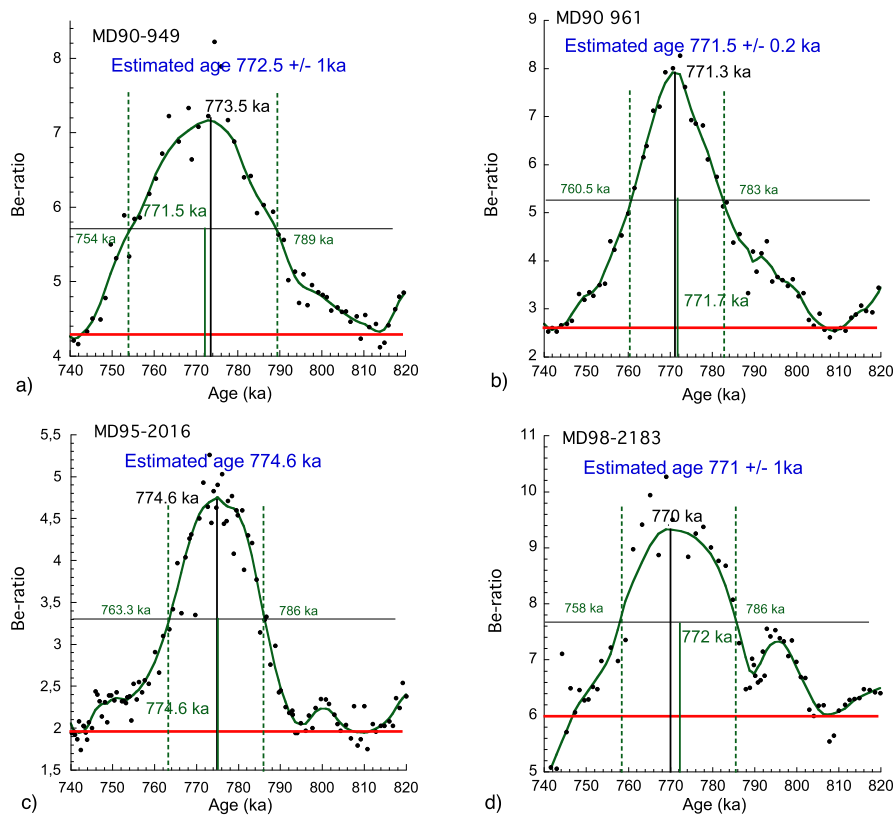 MD90-949
Estimated age 772.5 +/- 1ka
773.5 ka
771.5 ka
754 ka
789 ka
Be-ratio
8
7
6
5
4
740 750 760 770 780 790 800 810 820
Age (ka)
a)
MD90 961
Estimated age 771.5 +/- 0.2 ka
771.3 ka
760.5 ka
783 ka
771.7 ka
Be-ratio
9
8
7
6
5
4
3
2
740 750 760 770 780 790 800 810 820
Age (ka)
b)
MD95-2016
Estimated age 774.6 ka
774.6 ka
763.3 ka
786 ka
774.6 ka
Be-ratio
5,5
5
4,5
4
3,5
3
2,5
2
1,5
740 750 760 770 780 790 800 810 820
Age (ka)
c)
MD98-2183
Estimated age 771 +/- 1ka
770 ka
758 ka
786 ka
772 ka
Be-ratio
11
10
9
8
7
6
5
740 750 760 770 780 790 800 810 820
Age (ka)
d)